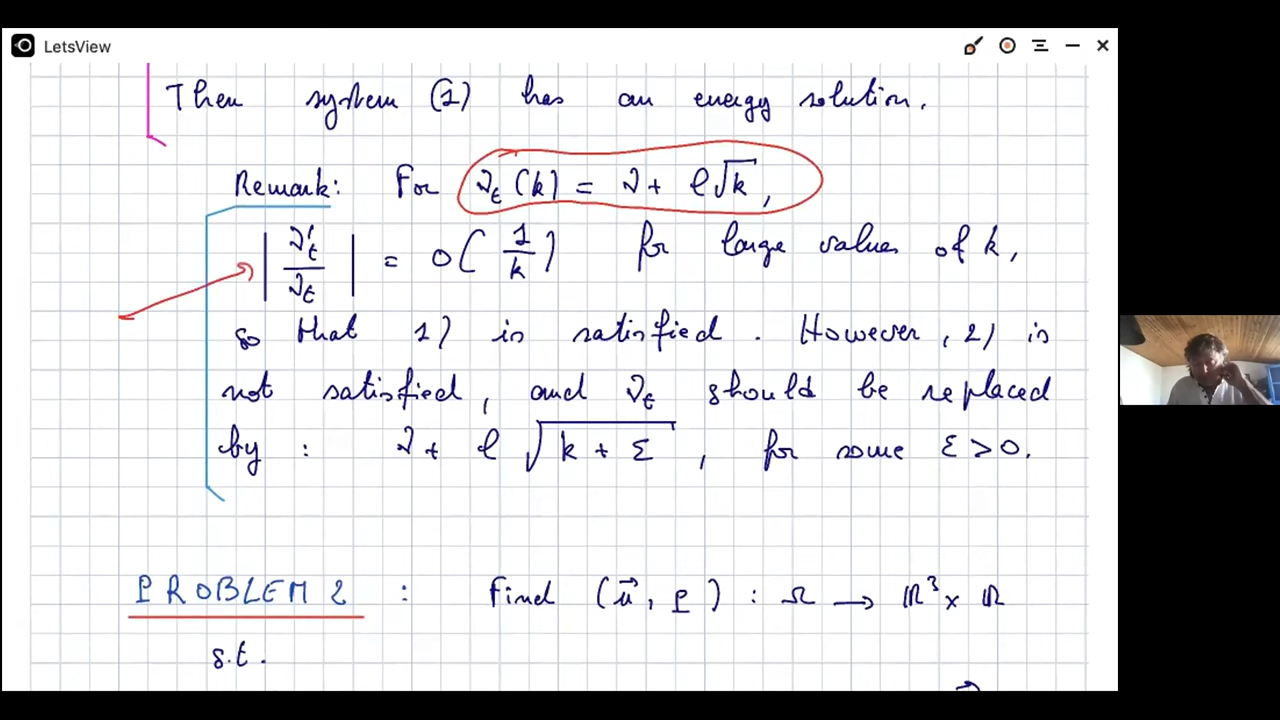 LetsView
Then system (1) has an energy solution.
Remark: For ν_t (k) = ν + ℓ√k,
| ν'_t / ν_t | = O( 1/k ) for large values of k,
so that 1) is satisfied. However, 2) is
not satisfied, and ν_t should be replaced
by : ν + ℓ √(k + ε) , for some ε > 0.
PROBLEM 2 : Find (u⃗, p) : Ω → ℝ³ × ℝ
s.t.